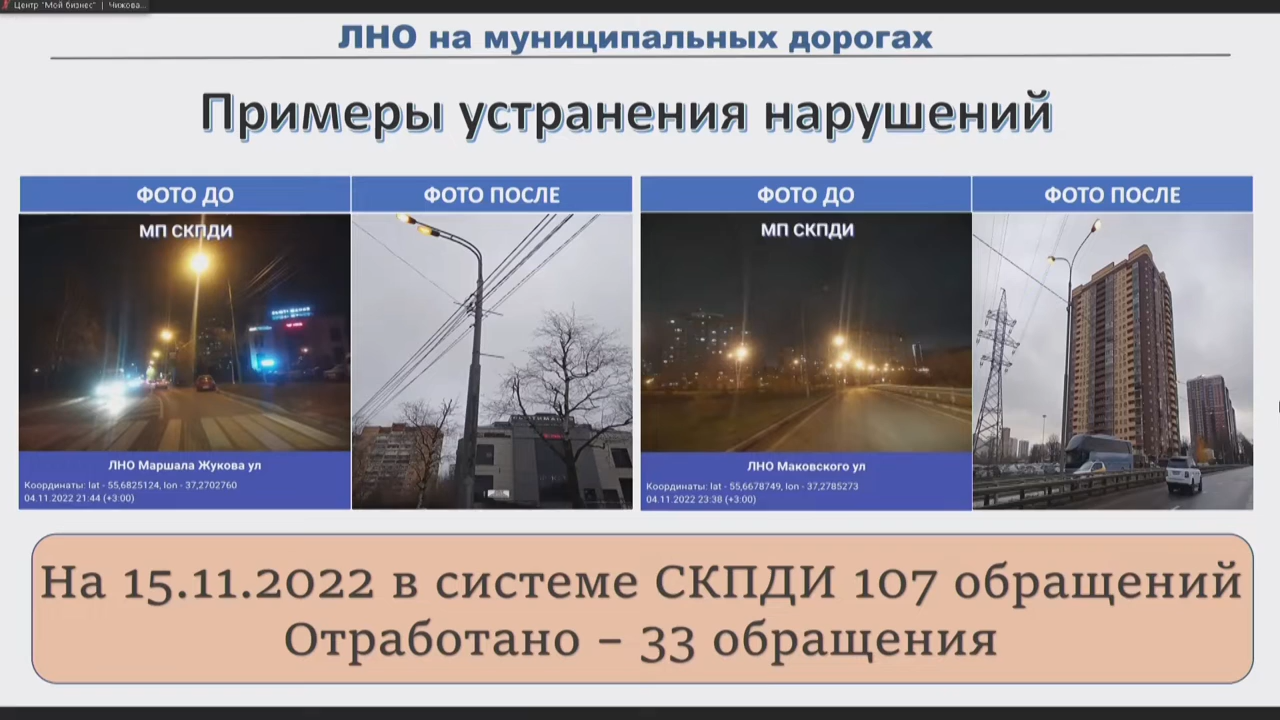 Центр "Мой бизнес" | Чижова...
ЛНО на муниципальных дорогах
Примеры устранения нарушений
ФОТО ДО
ФОТО ПОСЛЕ
ФОТО ДО
ФОТО ПОСЛЕ
МП СКПДИ
МП СКПДИ
ЛНО Маршала Жукова ул
Координаты: lat - 55,6825124, lon - 37,2702760
04.11.2022 21:44 (+3:00)
ЛНО Маковского ул
Координаты: lat - 55,6678749, lon - 37,2785273
04.11.2022 23:38 (+3:00)
На 15.11.2022 в системе СКПДИ 107 обращений
Отработано – 33 обращения